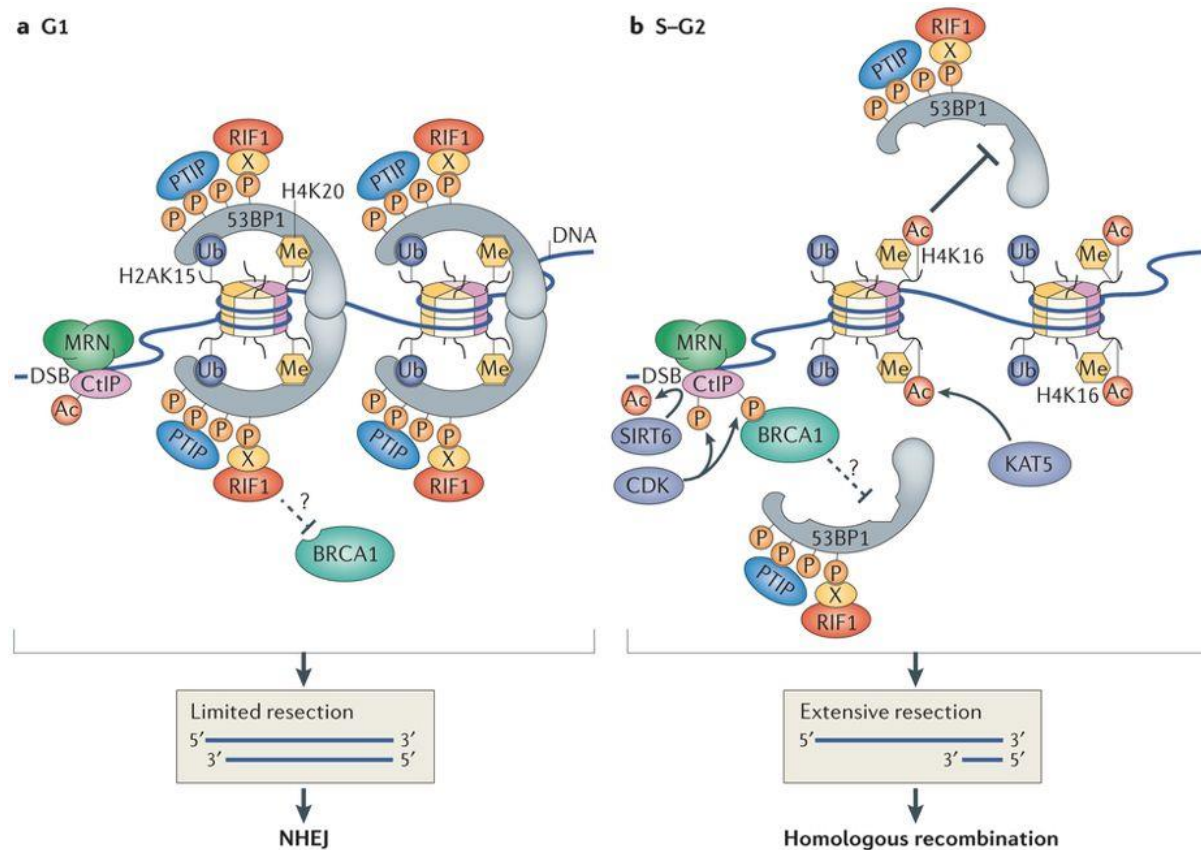 a G1
RIF1
X
P
PTIP
P
P
P
H4K20
53BP1
Ub
Me
H2AK15
RIF1
X
P
PTIP
P
P
P
Ub
Me
DNA
MRN
DSB
CtIP
Ac
Ub
Me
P
P
P
P
PTIP
X
RIF1
?
BRCA1
Ub
Me
P
P
P
P
PTIP
X
RIF1
Limited resection
5′ 3′
3′ 5′
NHEJ
b S–G2
RIF1
X
P
PTIP
P
P
P
53BP1
Ac
Ub
Me
H4K16
Ub
Me
Ac
MRN
DSB
CtIP
Ac
P
P
SIRT6
CDK
BRCA1
?
Ub
Me
Ac
Ub
Me
H4K16
Ac
KAT5
53BP1
P
P
P
P
PTIP
X
RIF1
Extensive resection
5′ 3′
3′ 5′
Homologous recombination